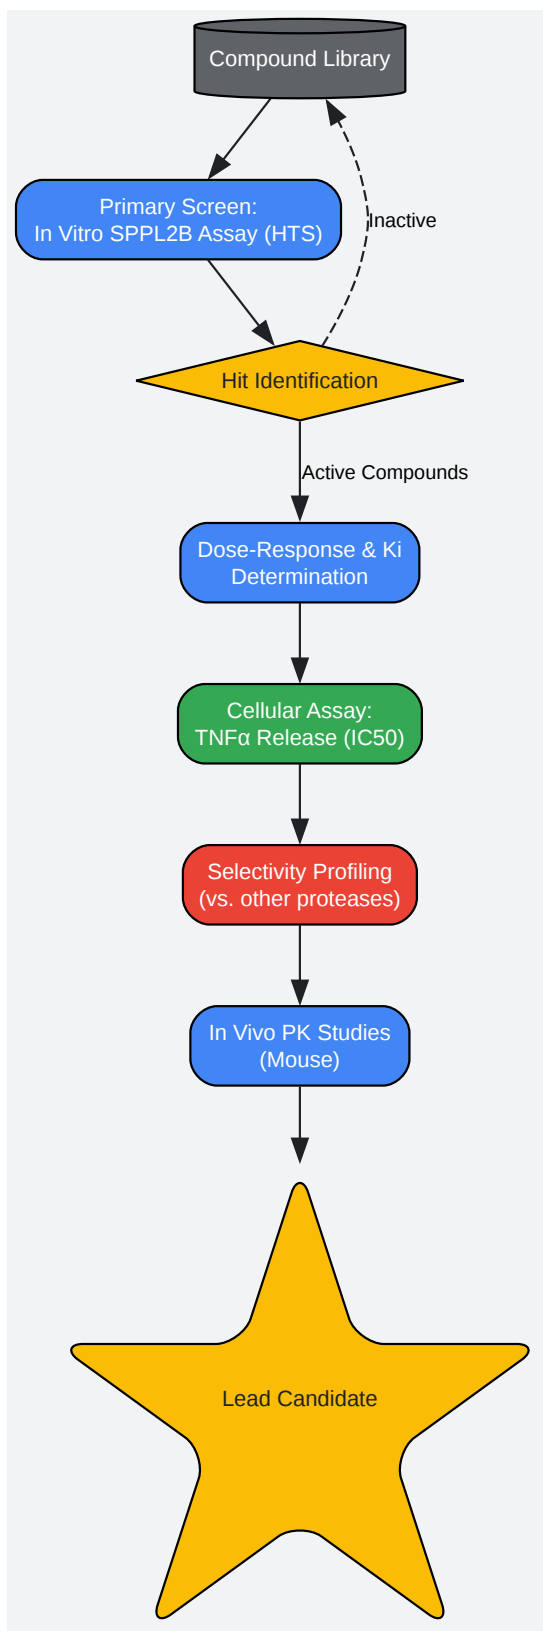 Compound Library
Primary Screen:
In Vitro SPPL2B Assay (HTS)
Inactive
Hit Identification
Active Compounds
Dose-Response & Ki
Determination
Cellular Assay:
TNFα Release (IC50)
Selectivity Profiling
(vs. other proteases)
In Vivo PK Studies
(Mouse)
Lead Candidate